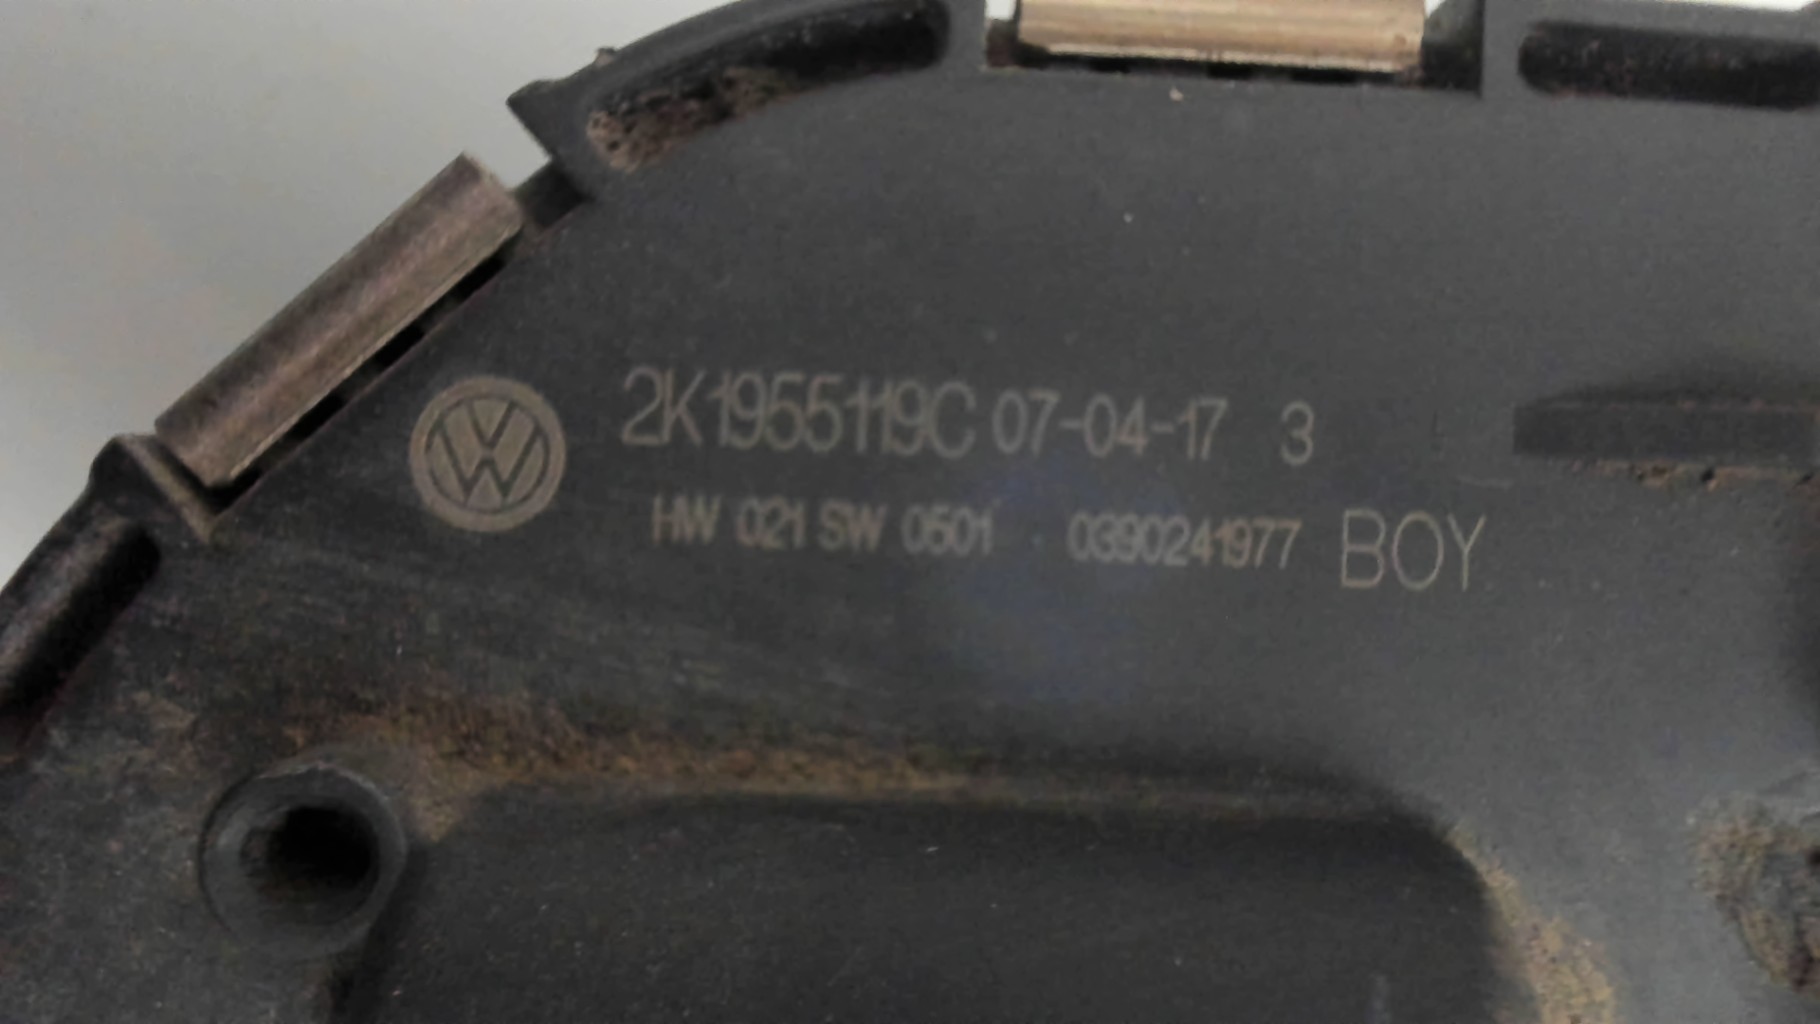 2K1955119C 07-04-17 3
HW 021 SW 0501 0390241977 BOY